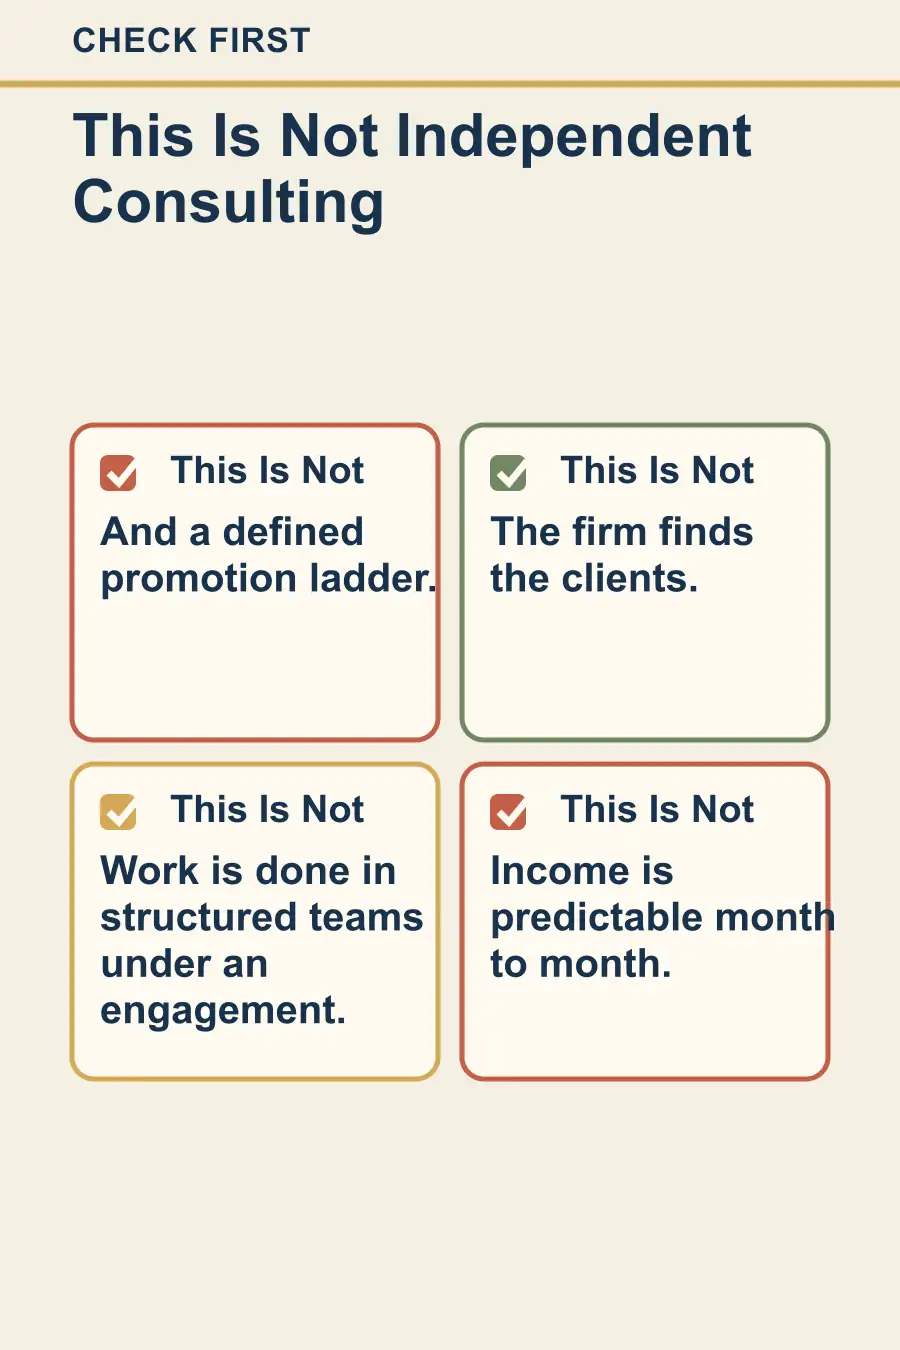 CHECK FIRST
This Is Not Independent
Consulting
This Is Not
And a defined
promotion ladder.
This Is Not
The firm finds
the clients.
This Is Not
Work is done in
structured teams
under an
engagement.
This Is Not
Income is
predictable month
to month.